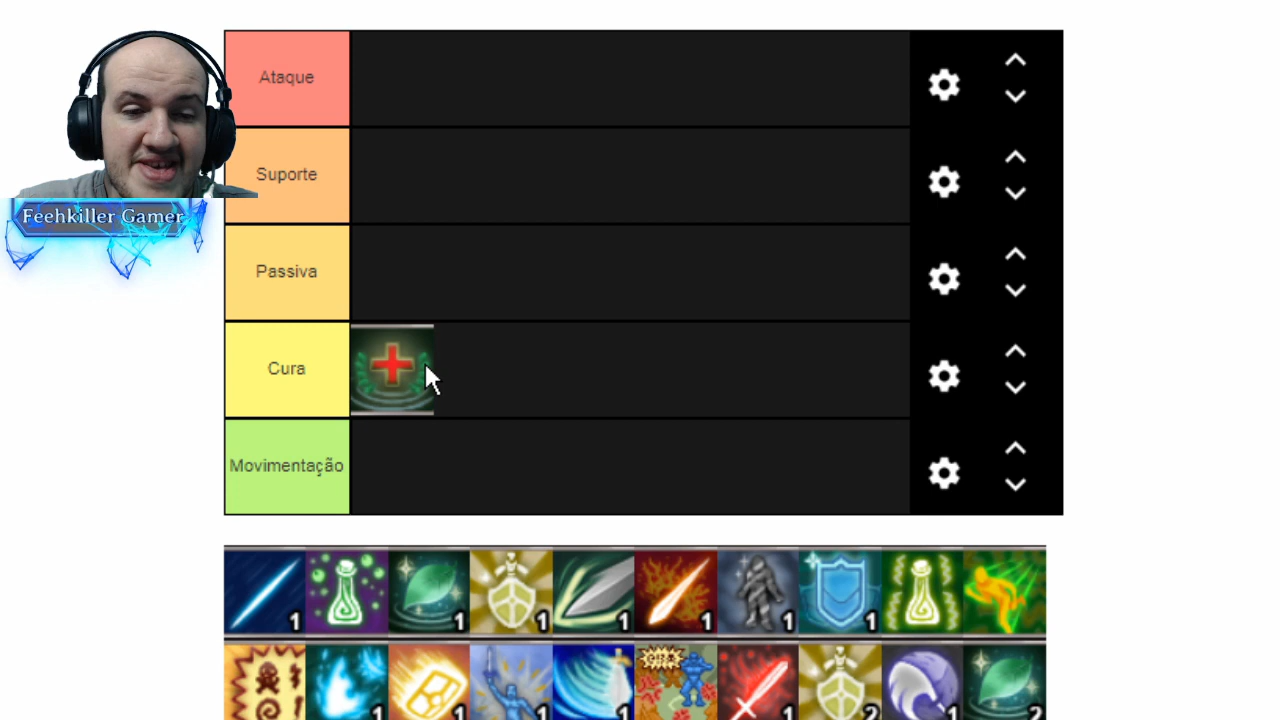 Ataque
Suporte
Feehkiller Gamer
Passiva
Cura
Movimentação
1 1 1 1 1 1 1
1 1 1 1 1 2 1 2